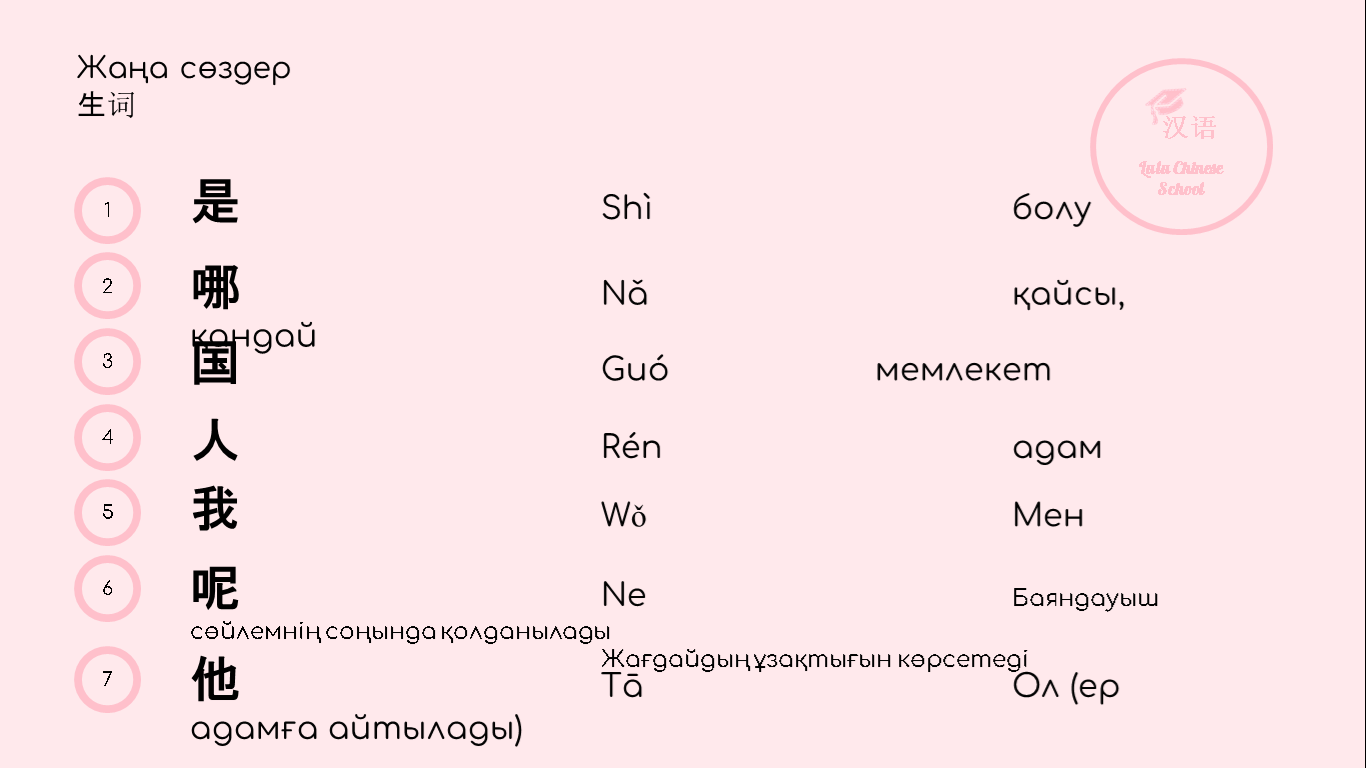 Жаңа сөздер
生词
汉语
Lulu Chinese
School
1 是 Shì болу
2 哪 Nǎ қайсы,
қандай
3 国 Guó мемлекет
4 人 Rén адам
5 我 Wǒ Мен
6 呢 Ne Баяндауыш
сөйлемнің соңында қолданылады
Жағдайдың ұзақтығын көрсетеді
7 他 Tā Ол (ер
адамға айтылады)